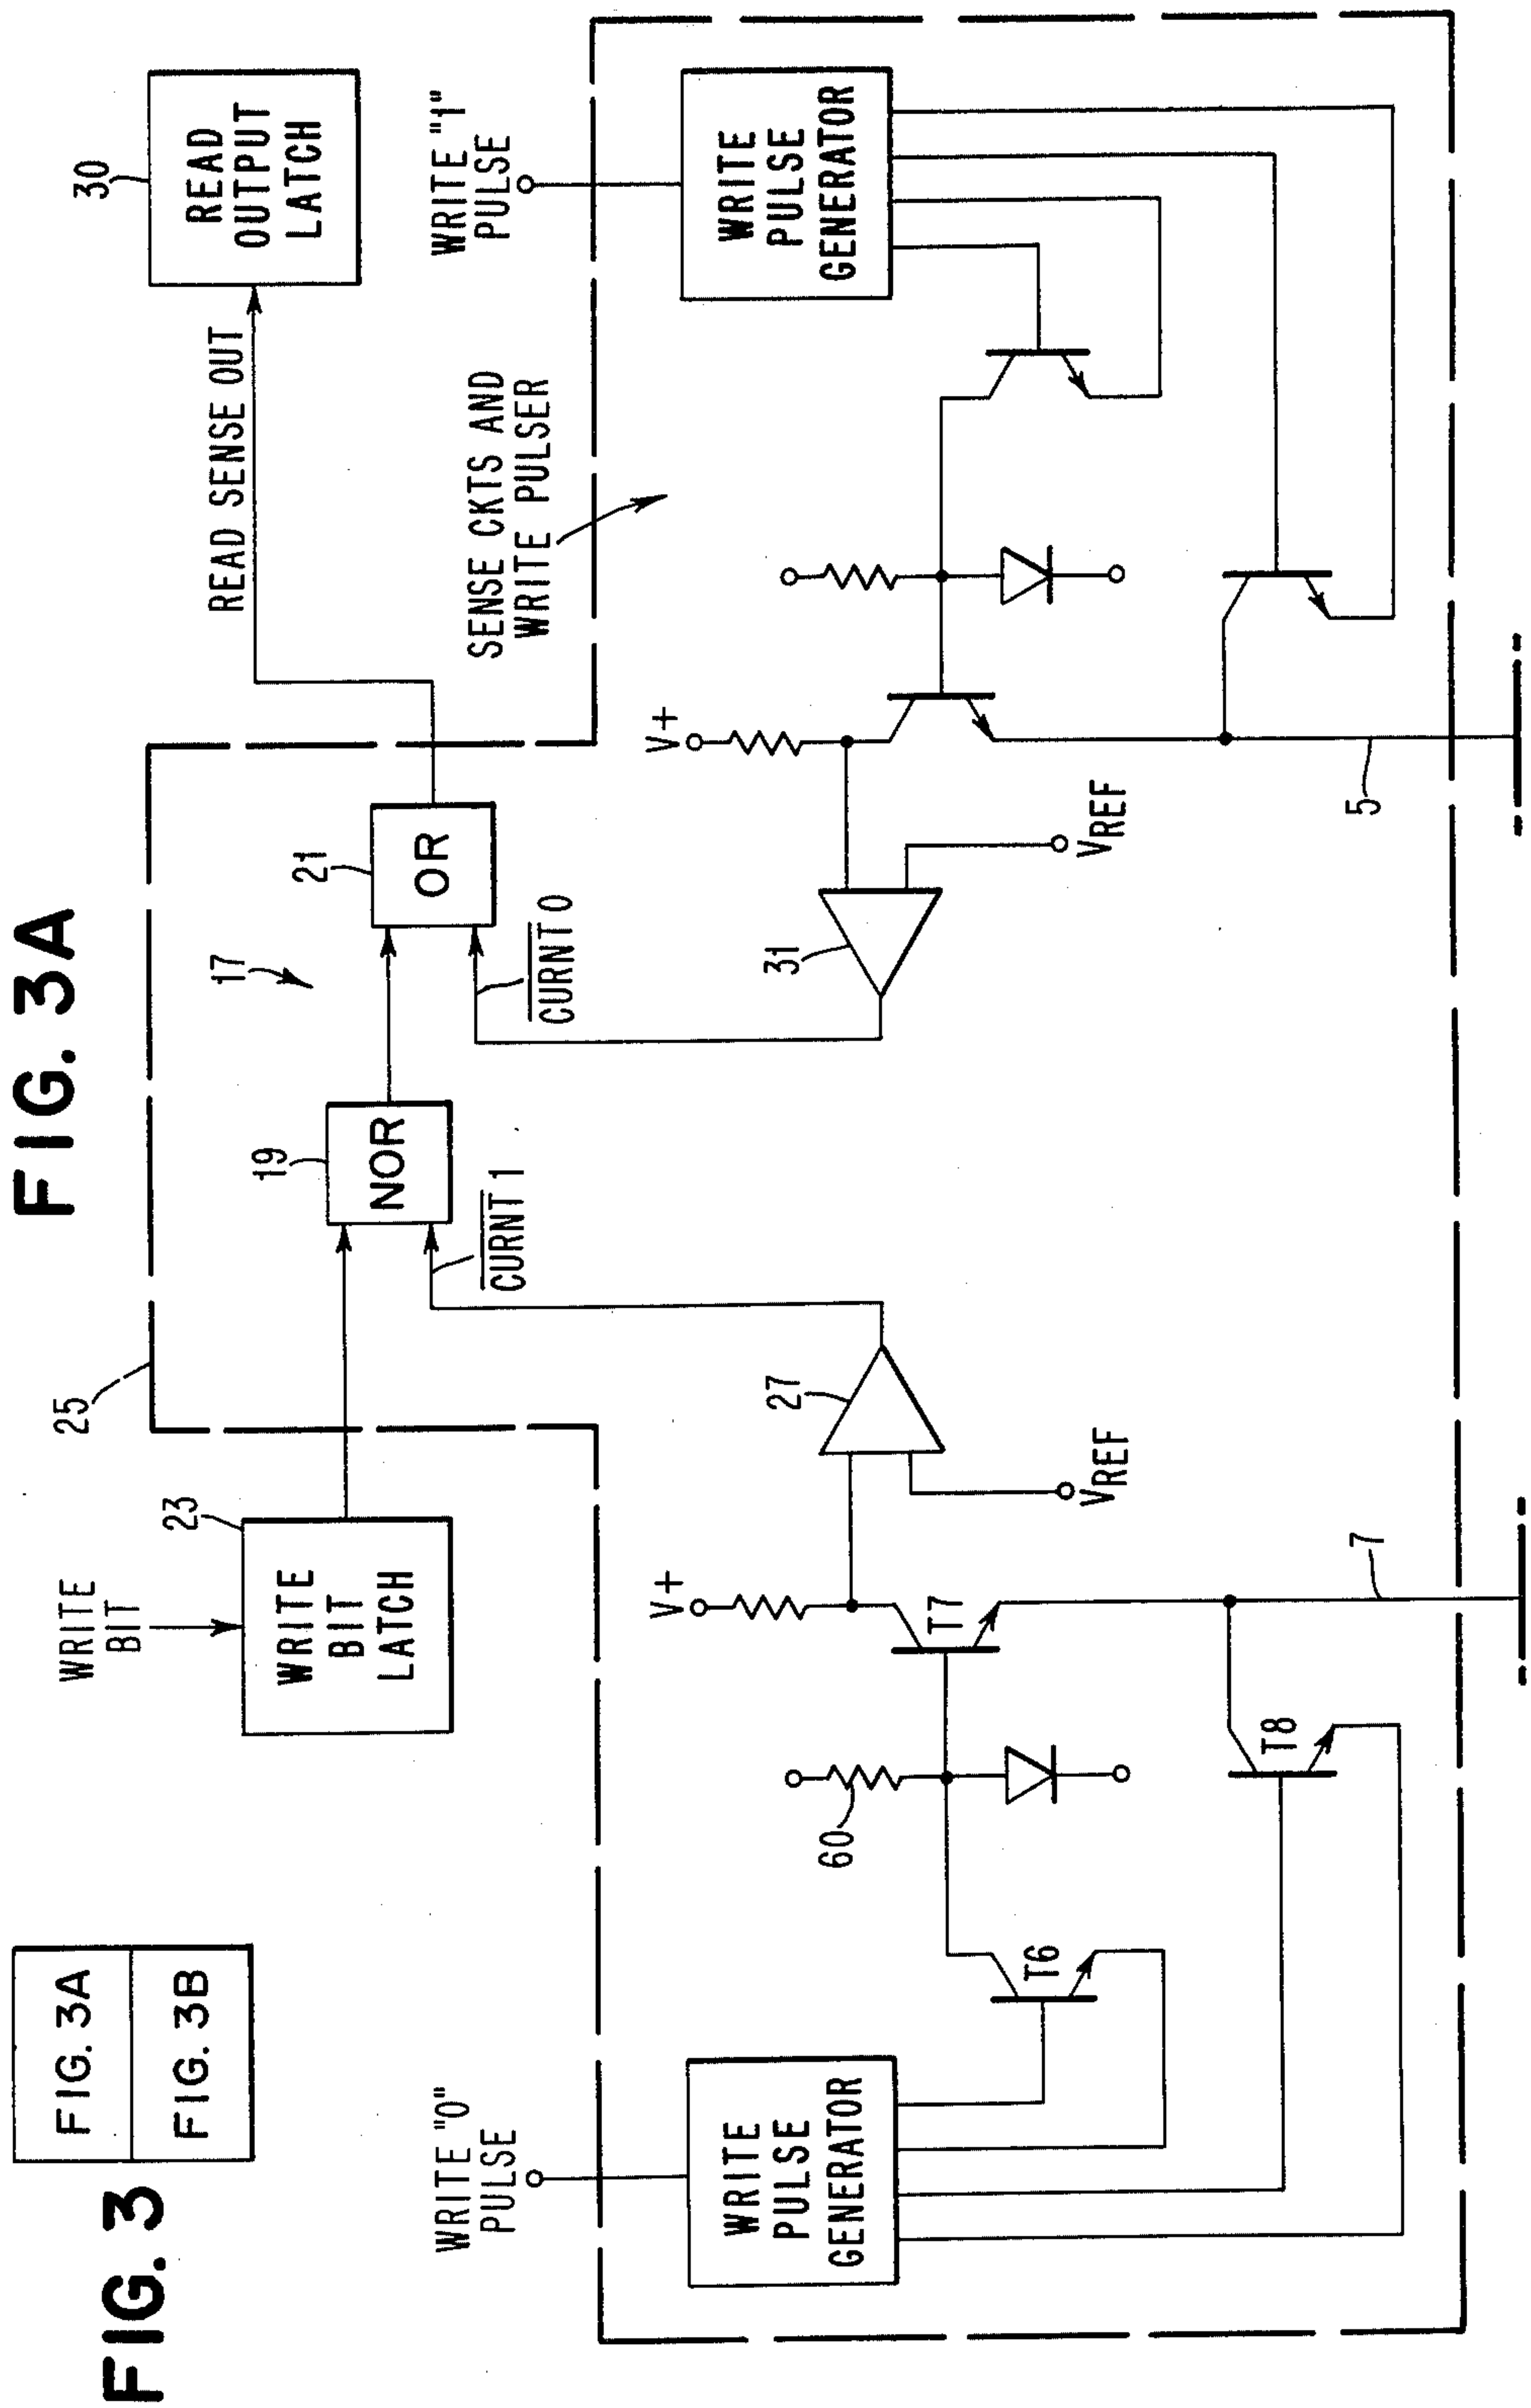 FIG. 3
FIG. 3A
FIG. 3B
FIG. 3A
WRITE
BIT
23
WRITE
BIT
LATCH
25
19
NOR
17
21
OR
READ SENSE OUT
30
READ
OUTPUT
LATCH
CURNT 1
CURNT 0
SENSE CKTS AND
WRITE PULSER
WRITE "0"
PULSE
WRITE
PULSE
GENERATOR
T6
60
V+
T7
T8
7
27
VREF
31
VREF
V+
5
WRITE "1"
PULSE
WRITE
PULSE
GENERATOR